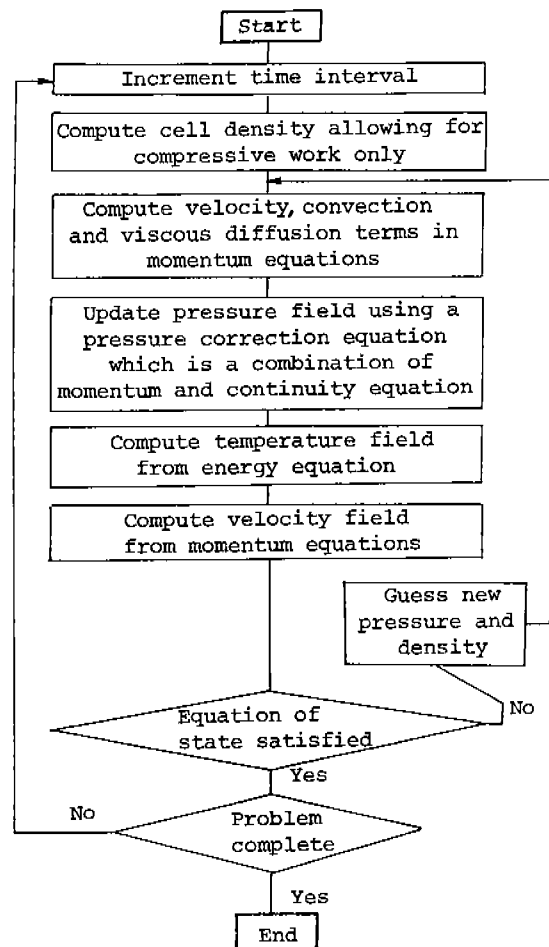 Start
Increment time interval
Compute cell density allowing for
compressive work only
Compute velocity, convection
and viscous diffusion terms in
momentum equations
Update pressure field using a
pressure correction equation
which is a combination of
momentum and continuity equation
Compute temperature field
from energy equation
Compute velocity field
from momentum equations
Guess new
pressure and
density
No
Equation of
state satisfied
Yes
No
Problem
complete
Yes
End